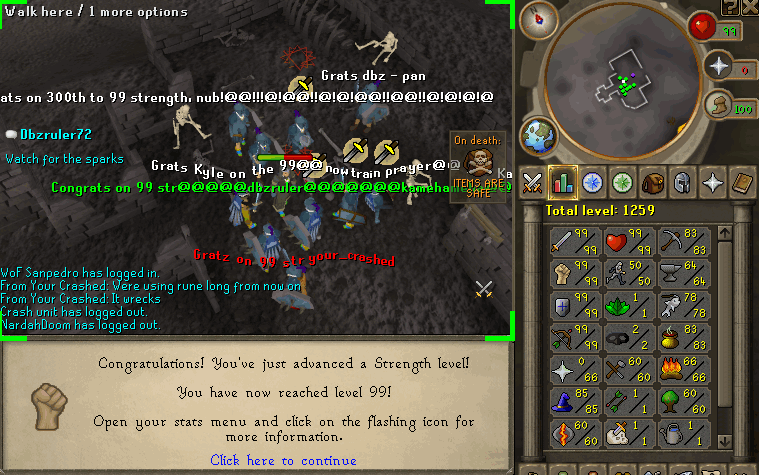 Walk here / 1 more options
99
Grats dbz - pan
ats on 300th to 99 strength, nub!@@!!!@!@@!!@!@!@@!!@@!!@!@!@!@
0
Dbzruler72
On death:
100
Watch for the sparks
Grats Kyle on the 99@@
now train prayer@
ITEMS ARE SAFE
Congrats on 99 str@@@@@dbzruler@@@@@@@kameham
Total level: 1259
Gratz on 99 str your_crashed
WoF Sanpedro has logged in.
From Your Crashed: Were using rune long from now on
From Your Crashed: It wrecks
Crash unit has logged out.
NardahDoom has logged out.
Congratulations! You've just advanced a Strength level!
You have now reached level 99!
Open your stats menu and click on the flashing icon for
more information.
Click here to continue
99/99 99/99 83/83
99/99 50/50 64/64
99/99 1/1 78/78
99/99 2/2 83/83
0/66 60/60 66/66
85/85 1/1 60/60
60/60 1/1 1/1